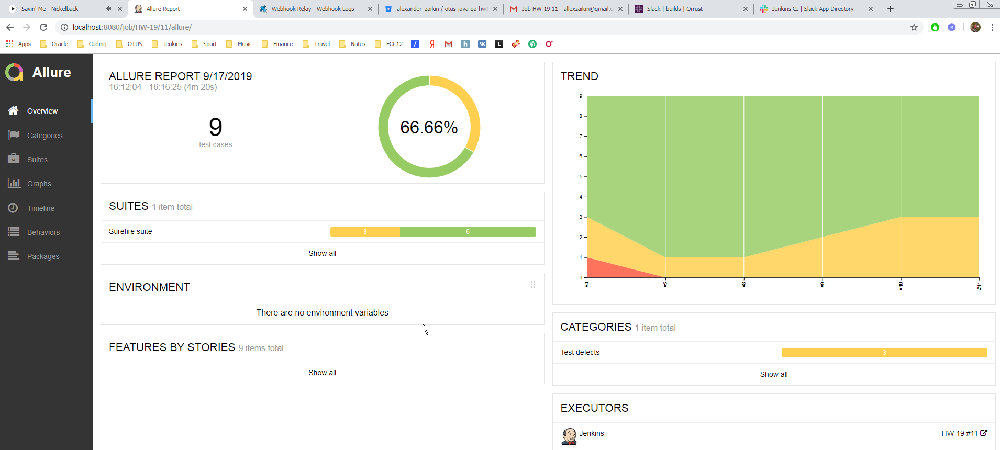 Savin' Me - Nickelback
Allure Report
Webhook Relay - Webhook Logs
alexander_zaikin / otus-java-qa-hw1
Job HW-19 11 - allexzaikin@gmail.c
Slack | builds | Orrust
Jenkins CI | Slack App Directory
localhost:8080/job/HW-19/11/allure/
Apps
Oracle
Coding
OTUS
Jenkins
Sport
Music
Finance
Travel
Notes
FCC12
Allure
Overview
Categories
Suites
Graphs
Timeline
Behaviors
Packages
ALLURE REPORT 9/17/2019
16:12:04 - 16:16:25 (4m 20s)
9
test cases
66.66%
SUITES 1 item total
Surefire suite
3
6
Show all
ENVIRONMENT
There are no environment variables
FEATURES BY STORIES 9 items total
Show all
TREND
9
8
7
6
5
4
3
2
1
0
#4
#5
#8
#9
#10
#11
CATEGORIES 1 item total
Test defects
3
Show all
EXECUTORS
Jenkins
HW-19 #11